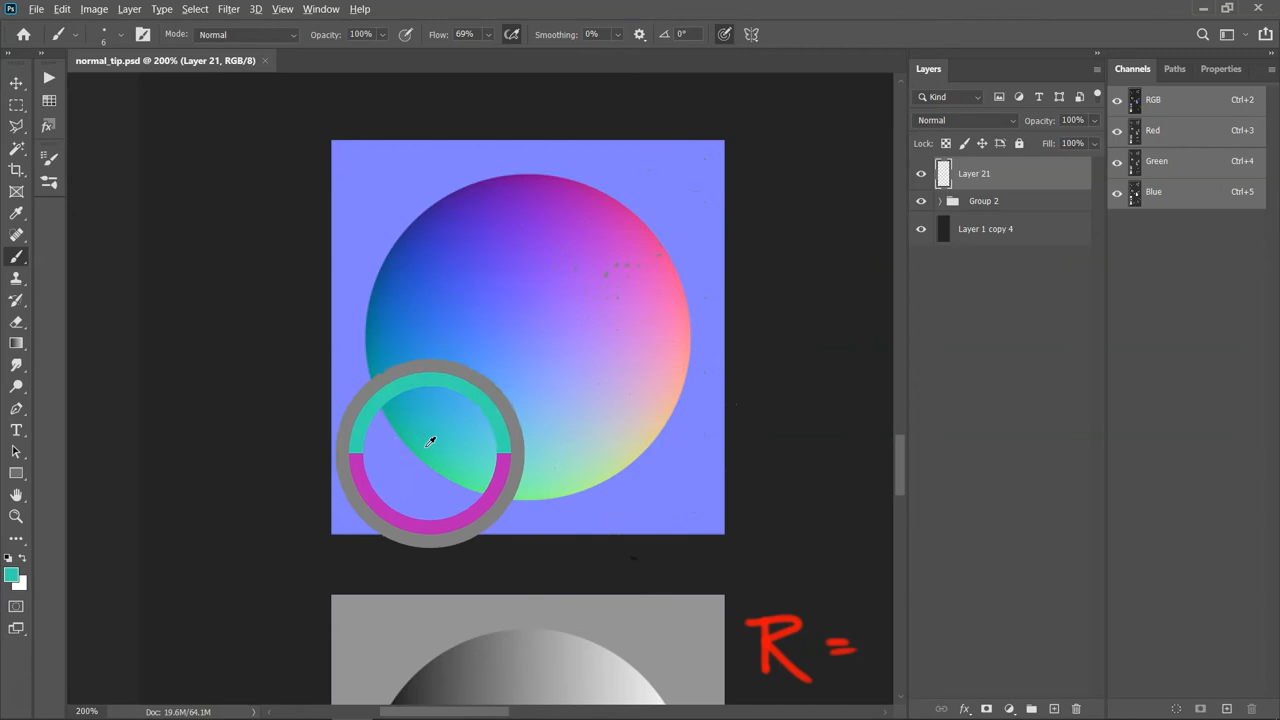 Ps File Edit Image Layer Type Select Filter 3D View Window Help
6 Mode: Normal Opacity: 100% Flow: 69% Smoothing: 0% 0°
normal_tip.psd @ 200% (Layer 21, RGB/8) ×
Layers
Kind
Normal Opacity: 100%
Lock: Fill: 100%
Layer 21
Group 2
Layer 1 copy 4
Channels Paths Properties
RGB Ctrl+2
Red Ctrl+3
Green Ctrl+4
Blue Ctrl+5
R =
200% Doc: 19.6M/64.1M
fx